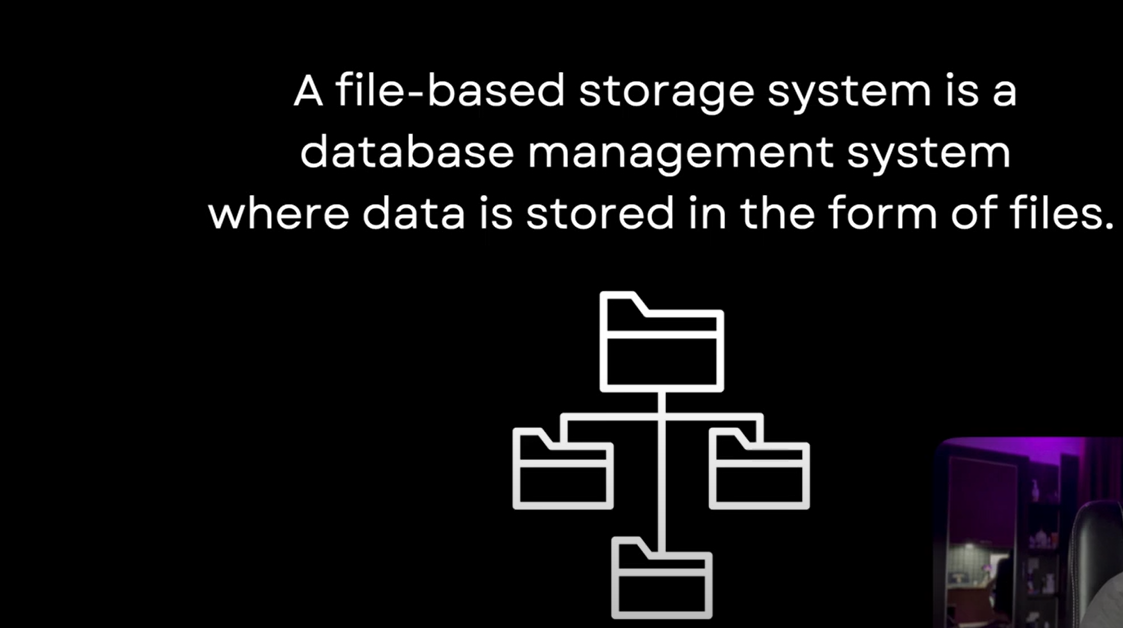 A file-based storage system is a
database management system
where data is stored in the form of files.